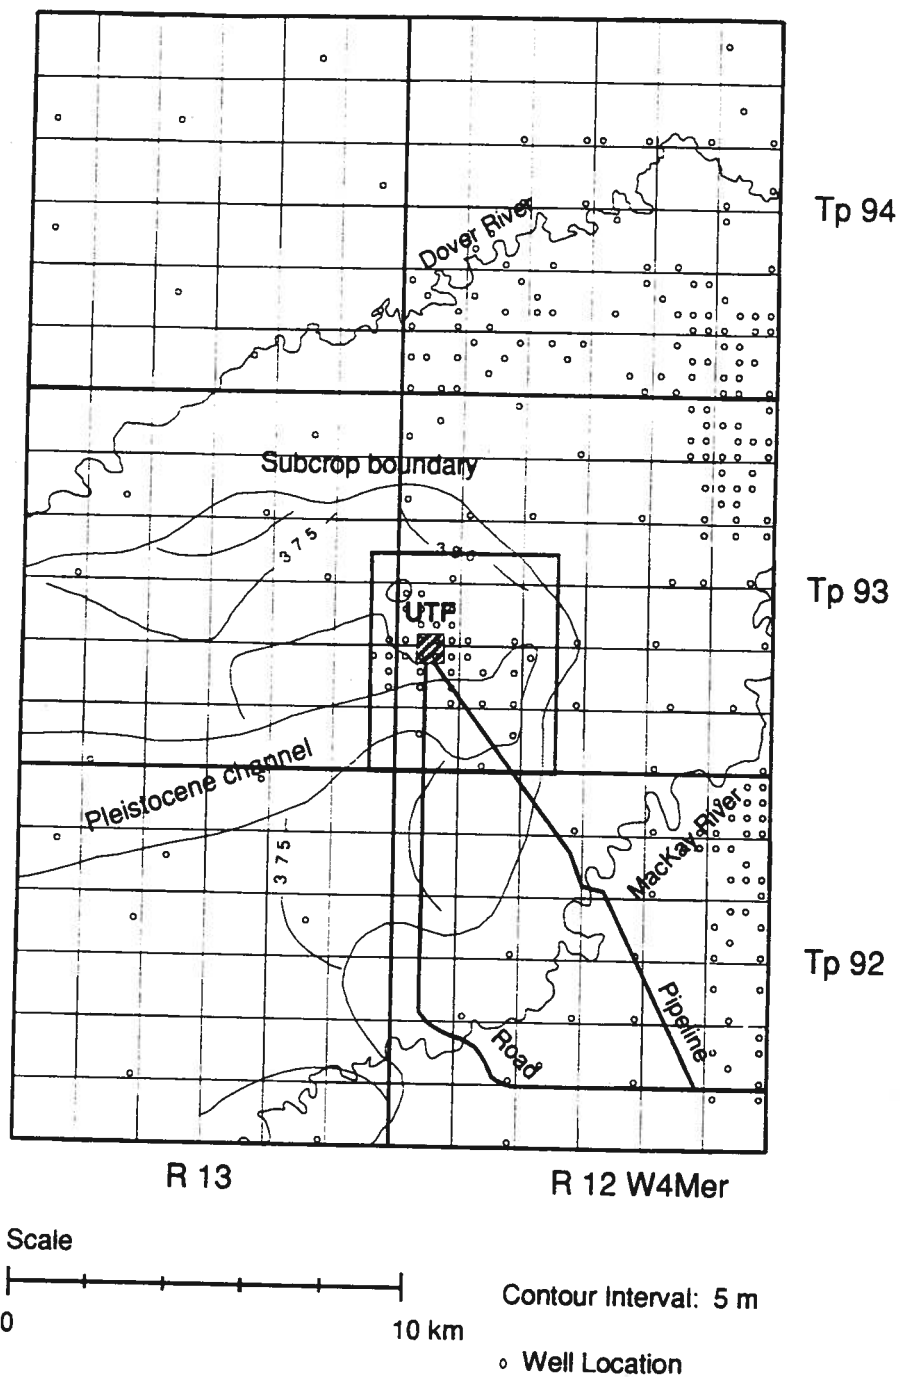 Tp 94
Dover River
Subcrop boundary
375
Tp 93
UTF
Pleistocene channel
MacKay River
375
Tp 92
Pipeline
Road
R 13
R 12 W4Mer
Scale
0
10 km
Contour Interval: 5 m
Well Location